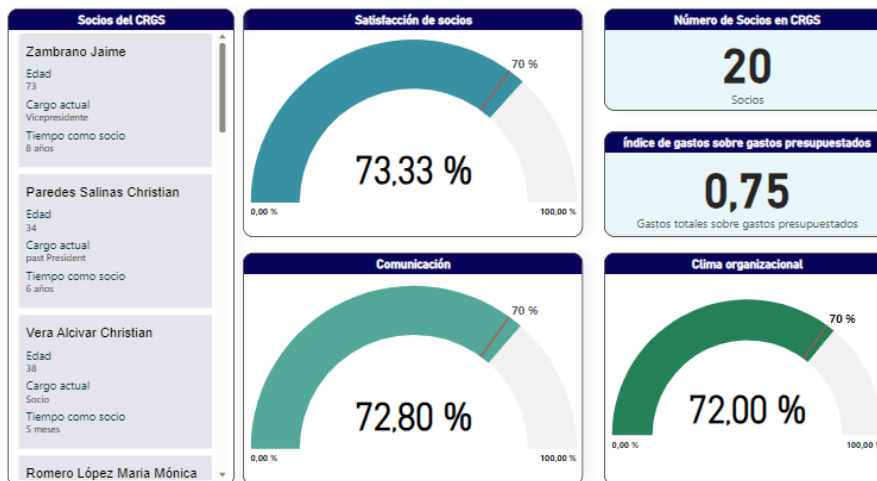 Socios del CRGS
Zambrano Jaime
Edad
73
Cargo actual
Vicepresidente
Tiempo como socio
8 años
Paredes Salinas Christian
Edad
34
Cargo actual
past President
Tiempo como socio
6 años
Vera Alcivar Christian
Edad
38
Cargo actual
Socio
Tiempo como socio
5 meses
Romero López Maria Mónica
Satisfacción de socios
70 %
73,33 %
0,00 %
100,00 %
Número de Socios en CRGS
20
Socios
índice de gastos sobre gastos presupuestados
0,75
Gastos totales sobre gastos presupuestados
Comunicación
70 %
72,80 %
0,00 %
100,00 %
Clima organizacional
70 %
72,00 %
0,00 %
100,00